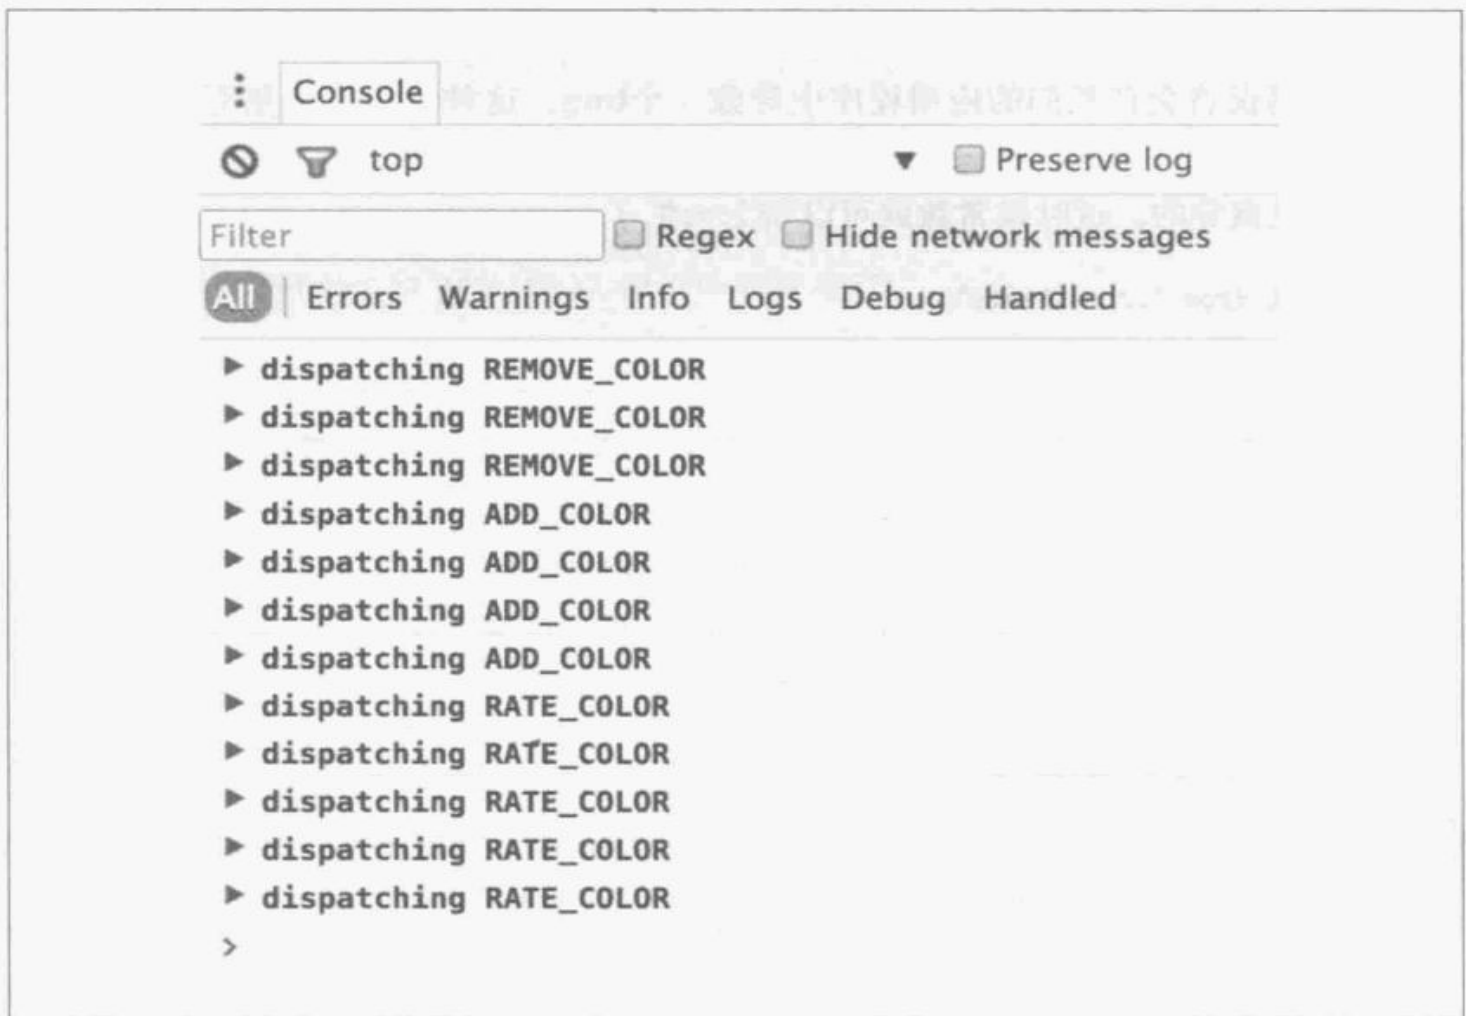 Console
top Preserve log
Filter Regex Hide network messages
All Errors Warnings Info Logs Debug Handled
dispatching REMOVE_COLOR
dispatching REMOVE_COLOR
dispatching REMOVE_COLOR
dispatching ADD_COLOR
dispatching ADD_COLOR
dispatching ADD_COLOR
dispatching ADD_COLOR
dispatching RATE_COLOR
dispatching RATE_COLOR
dispatching RATE_COLOR
dispatching RATE_COLOR
dispatching RATE_COLOR
>